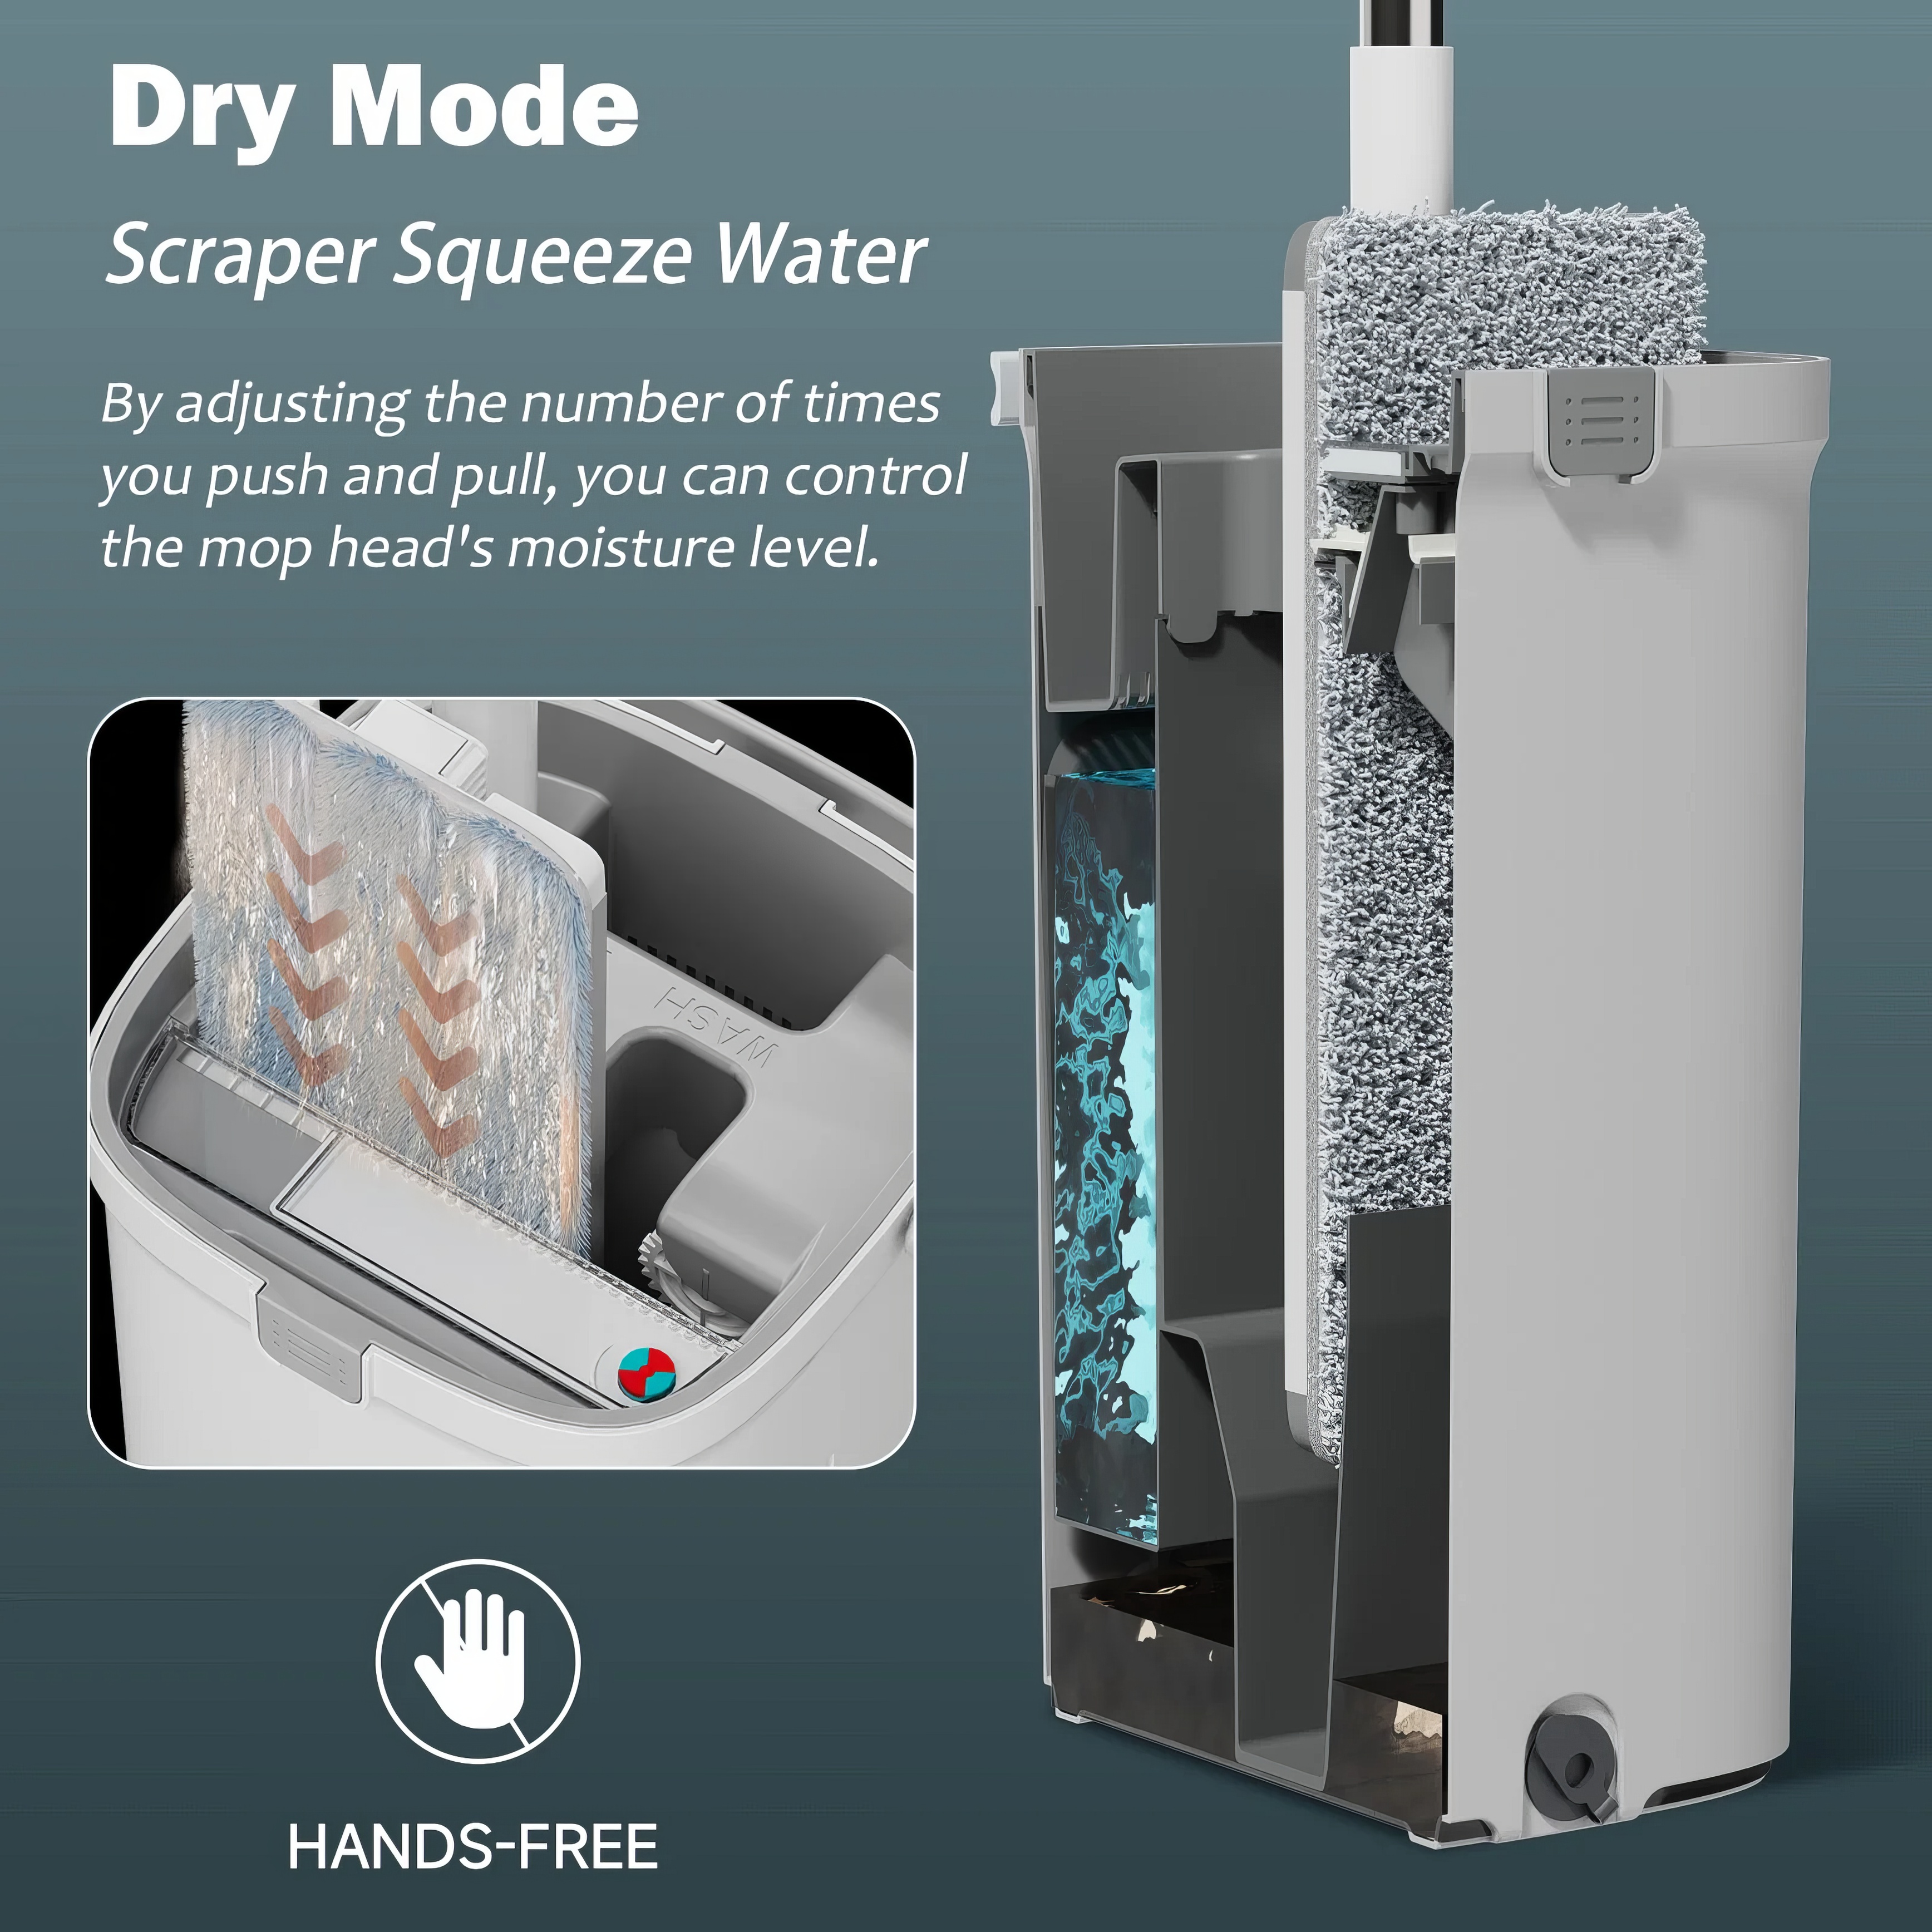 Dry Mode
Scraper Squeeze Water
By adjusting the number of times
you push and pull, you can control
the mop head's moisture level.
WASH
HANDS-FREE